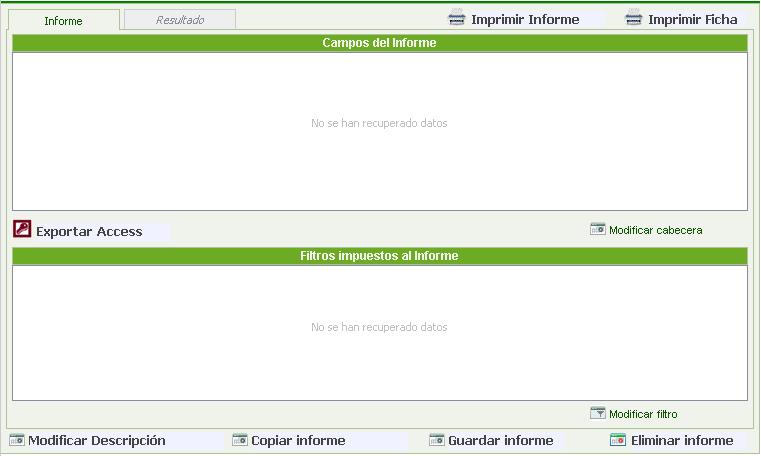 Informe
Resultado
Imprimir Informe
Imprimir Ficha
Campos del Informe
No se han recuperado datos
Exportar Access
Modificar cabecera
Filtros impuestos al Informe
No se han recuperado datos
Modificar filtro
Modificar Descripción
Copiar informe
Guardar informe
Eliminar informe